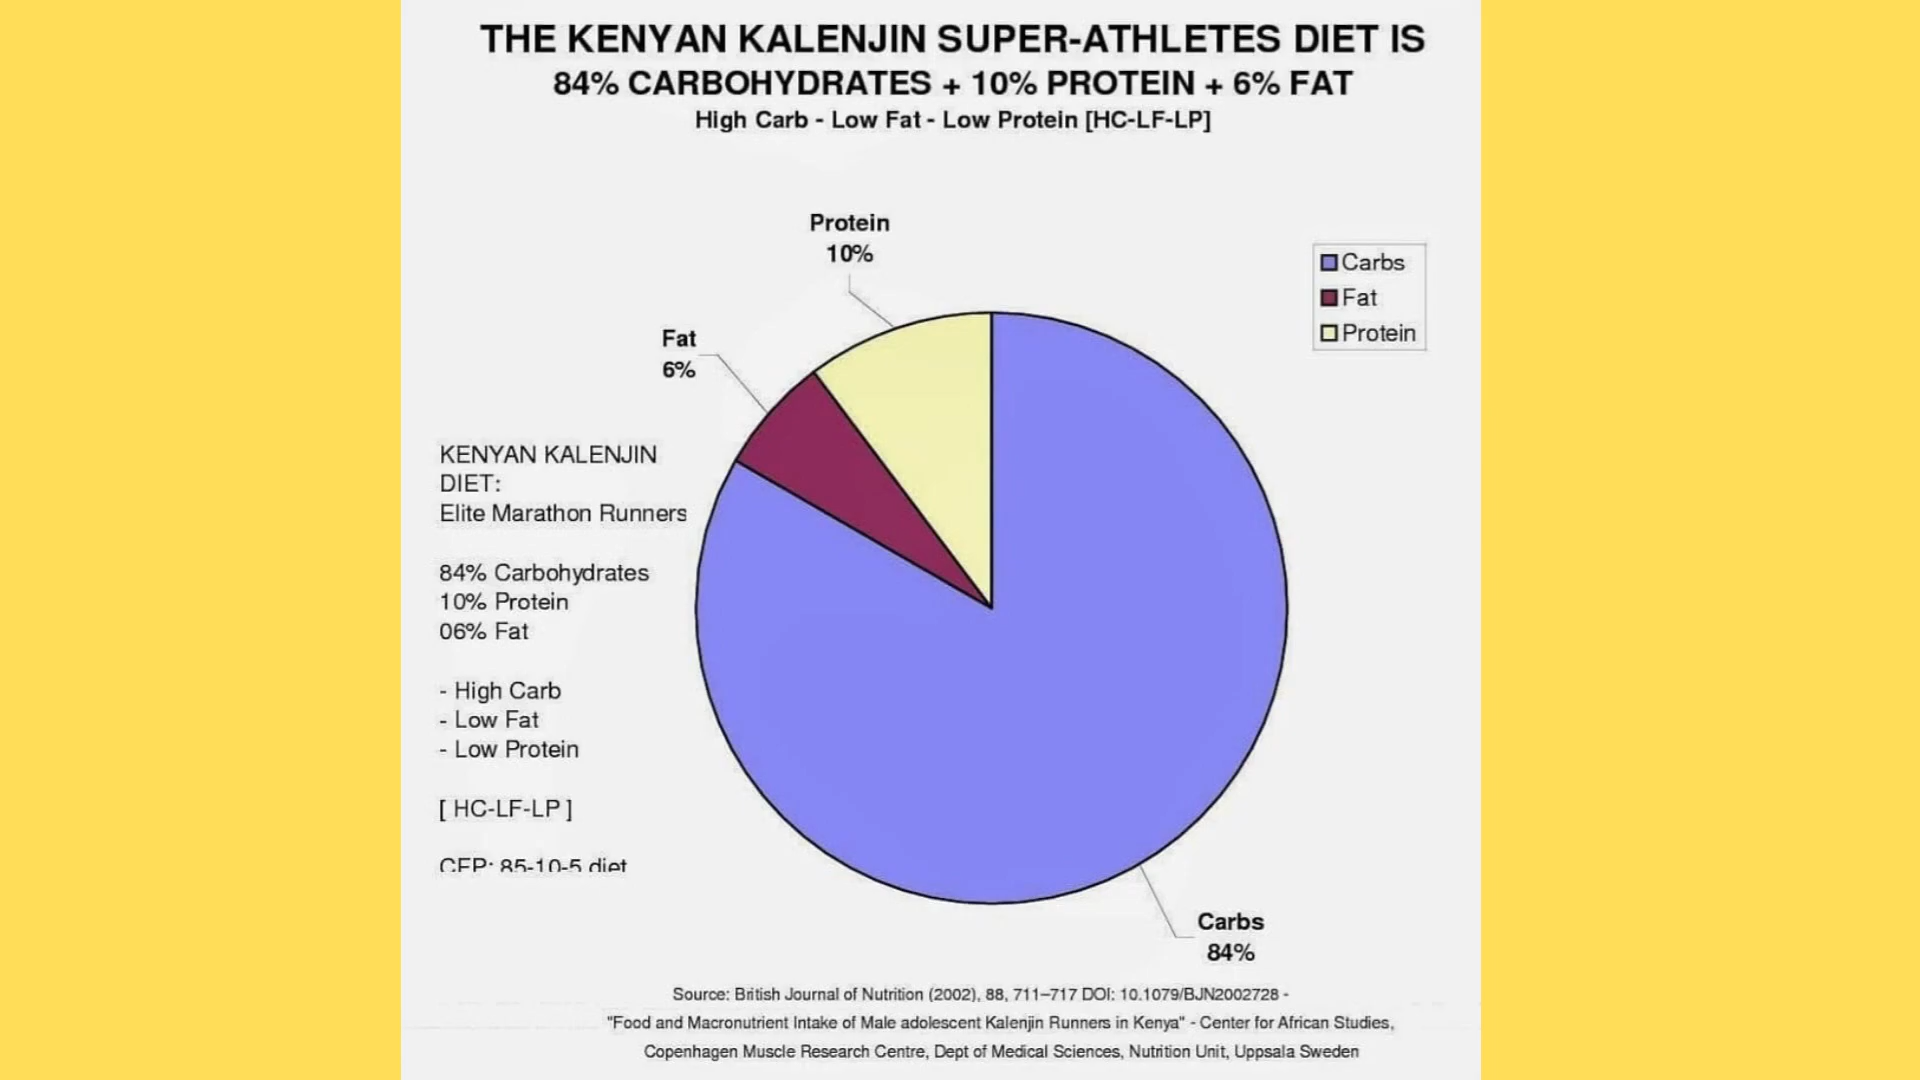 THE KENYAN KALENJIN SUPER-ATHLETES DIET IS
84% CARBOHYDRATES + 10% PROTEIN + 6% FAT
High Carb - Low Fat - Low Protein [HC-LF-LP]
Protein
10%
Carbs
Fat
Protein
Fat
6%
KENYAN KALENJIN
DIET:
Elite Marathon Runners
84% Carbohydrates
10% Protein
06% Fat
- High Carb
- Low Fat
- Low Protein
[ HC-LF-LP ]
CFP: 85-10-5 diet
Carbs
84%
Source: British Journal of Nutrition (2002), 88, 711–717 DOI: 10.1079/BJN2002728 -
"Food and Macronutrient Intake of Male adolescent Kalenjin Runners in Kenya" - Center for African Studies,
Copenhagen Muscle Research Centre, Dept of Medical Sciences, Nutrition Unit, Uppsala Sweden